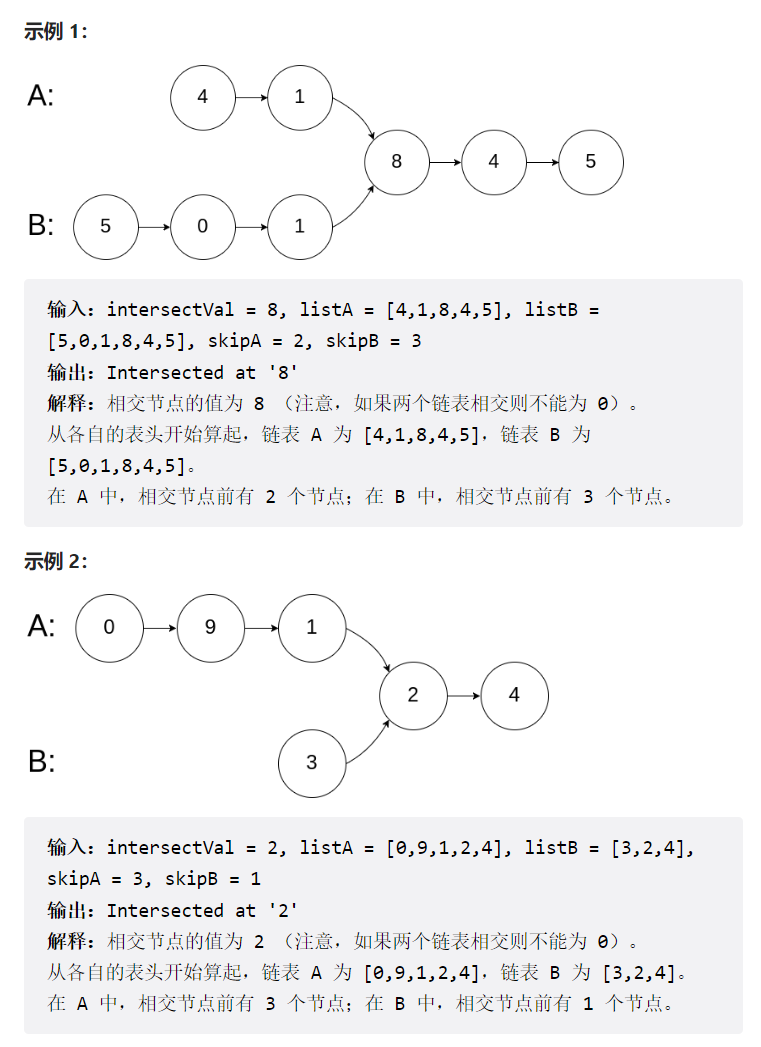 示例 1：
A:
4
1
8
4
5
B:
5
0
1
输入：intersectVal = 8, listA = [4,1,8,4,5], listB =
[5,0,1,8,4,5], skipA = 2, skipB = 3
输出：Intersected at '8'
解释：相交节点的值为 8 （注意，如果两个链表相交则不能为 0）。
从各自的表头开始算起，链表 A 为 [4,1,8,4,5]，链表 B 为
[5,0,1,8,4,5]。
在 A 中，相交节点前有 2 个节点；在 B 中，相交节点前有 3 个节点。
示例 2：
A:
0
9
1
2
4
B:
3
输入：intersectVal = 2, listA = [0,9,1,2,4], listB = [3,2,4],
skipA = 3, skipB = 1
输出：Intersected at '2'
解释：相交节点的值为 2 （注意，如果两个链表相交则不能为 0）。
从各自的表头开始算起，链表 A 为 [0,9,1,2,4]，链表 B 为 [3,2,4]。
在 A 中，相交节点前有 3 个节点；在 B 中，相交节点前有 1 个节点。